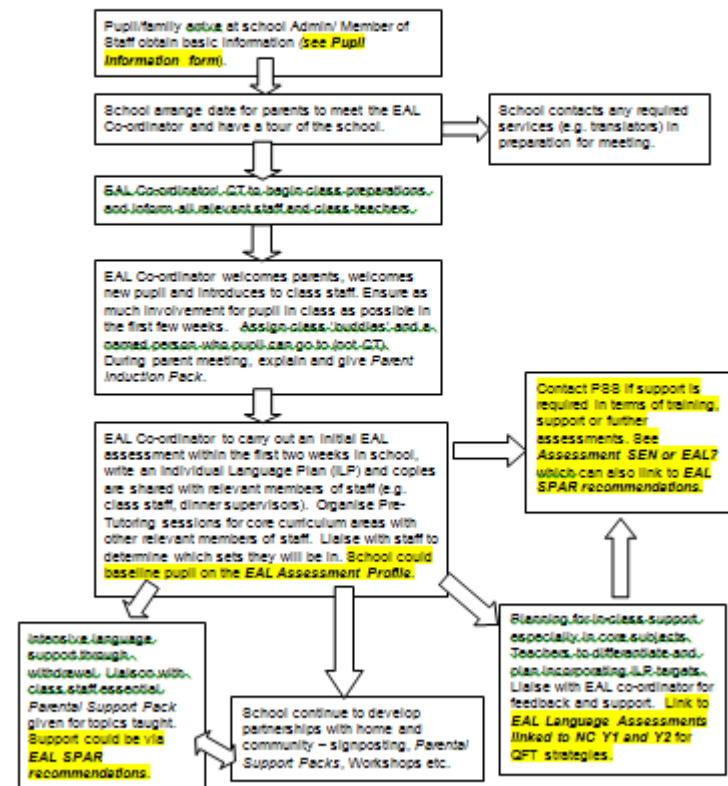 Pupil/family arrive at school Admin/ Member of
Staff obtain basic information (see Pupil
Information form).
School arrange date for parents to meet the EAL
Co-ordinator and have a tour of the school.
School contacts any required
services (e.g. translators) in
preparation for meeting.
EAL Co-ordinator/ CT to begin class preparations
and inform all relevant staff and class teachers.
EAL Co-ordinator welcomes parents, welcomes
new pupil and introduces to class staff. Ensure as
much involvement for pupil in class as possible in
the first few weeks. Assign class 'buddies' and a
named person who pupil can go to (not CT).
During parent meeting, explain and give Parent
Induction Pack.
EAL Co-ordinator to carry out an initial EAL
assessment within the first two weeks in school,
write an Individual Language Plan (ILP) and copies
are shared with relevant members of staff (e.g.
class staff, dinner supervisors). Organise Pre-
Tutoring sessions for core curriculum areas with
other relevant members of staff. Liaise with staff to
determine which sets they will be in. School could
baseline pupil on the EAL Assessment Profile.
Contact PSS if support is
required in terms of training,
support or further
assessments. See
Assessment SEN or EAL?
which can also link to EAL
SPAR recommendations.
Intensive language
support through
withdrawal. Liaison with
class staff essential
Parental Support Pack
given for topics taught.
Support could be via
EAL SPAR
recommendations.
School continue to develop
partnerships with home and
community – signposting, Parental
Support Packs, Workshops etc.
Planning for in-class support
especially in core subjects.
Teachers to differentiate and
plan incorporating ILP targets.
Liaise with EAL co-ordinator for
feedback and support. Link to
EAL Language Assessments
linked to NC Y1 and Y2 for
QFT strategies.